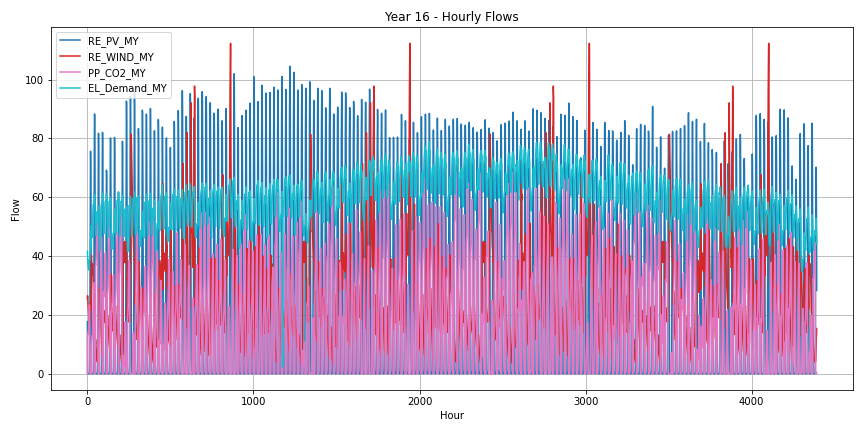 Year 16 - Hourly Flows
RE_PV_MY
RE_WIND_MY
PP_CO2_MY
EL_Demand_MY
Flow
100
80
60
40
20
0
0 1000 2000 3000 4000
Hour